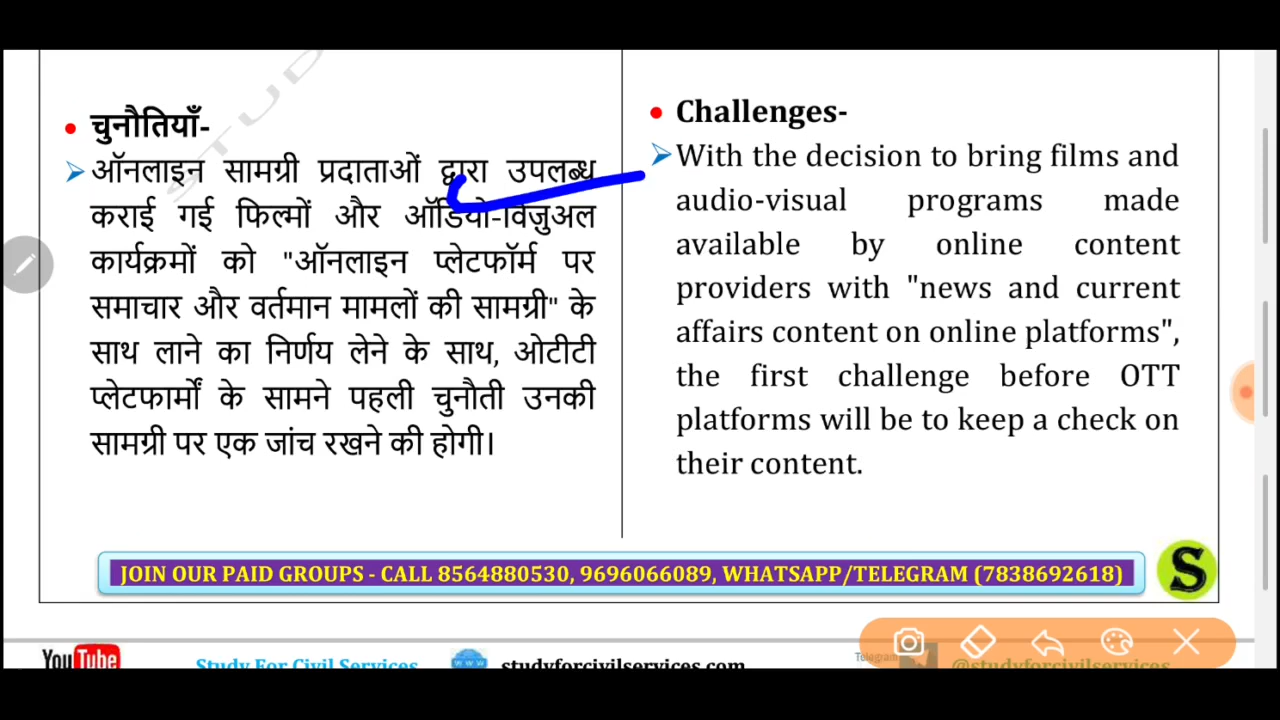 STUD
चुनौतियाँ-
ऑनलाइन सामग्री प्रदाताओं द्वारा उपलब्ध
कराई गई फिल्मों और ऑडियो-विज़ुअल
कार्यक्रमों को "ऑनलाइन प्लेटफॉर्म पर
समाचार और वर्तमान मामलों की सामग्री" के
साथ लाने का निर्णय लेने के साथ, ओटीटी
प्लेटफार्मों के सामने पहली चुनौती उनकी
सामग्री पर एक जांच रखने की होगी।
Challenges-
With the decision to bring films and
audio-visual programs made
available by online content
providers with "news and current
affairs content on online platforms",
the first challenge before OTT
platforms will be to keep a check on
their content.
JOIN OUR PAID GROUPS - CALL 8564880530, 9696066089, WHATSAPP/TELEGRAM (7838692618)
S
YouTube
Study For Civil Services
www
studyforcivilservices.com
Telegram
@studyforcivilservices